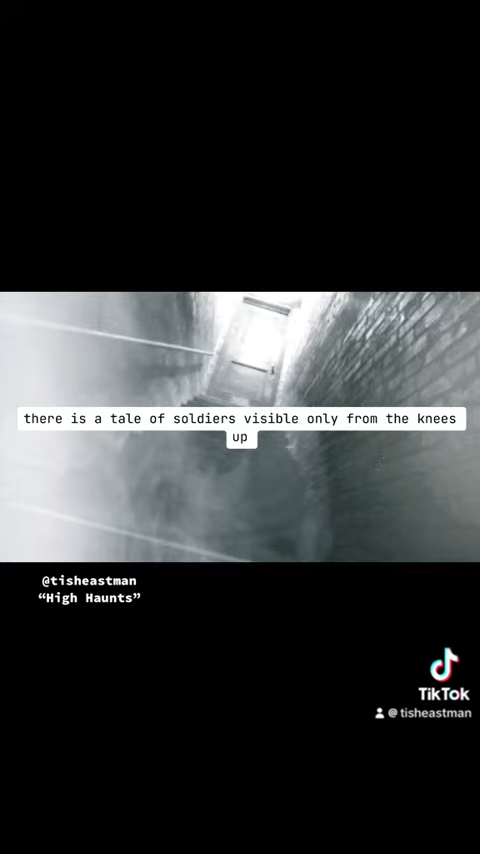 there is a tale of soldiers visible only from the knees
up
@tisheastman
“High Haunts”
TikTok
@tisheastman